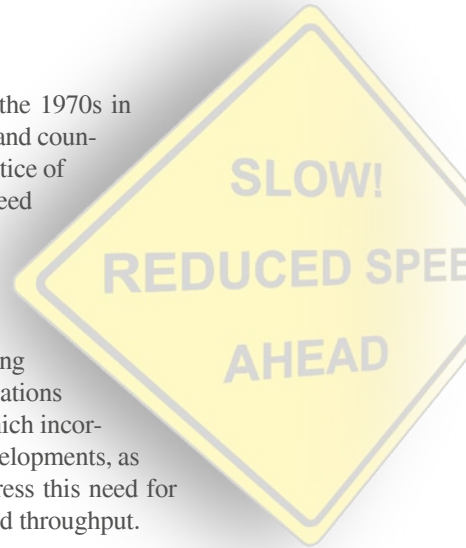 the 1970s in
and coun-
tice of
eed
SLOW!
REDUCED SPEE
AHEAD
ing
ations
hich incor-
elopments, as
ress this need for
d throughput.